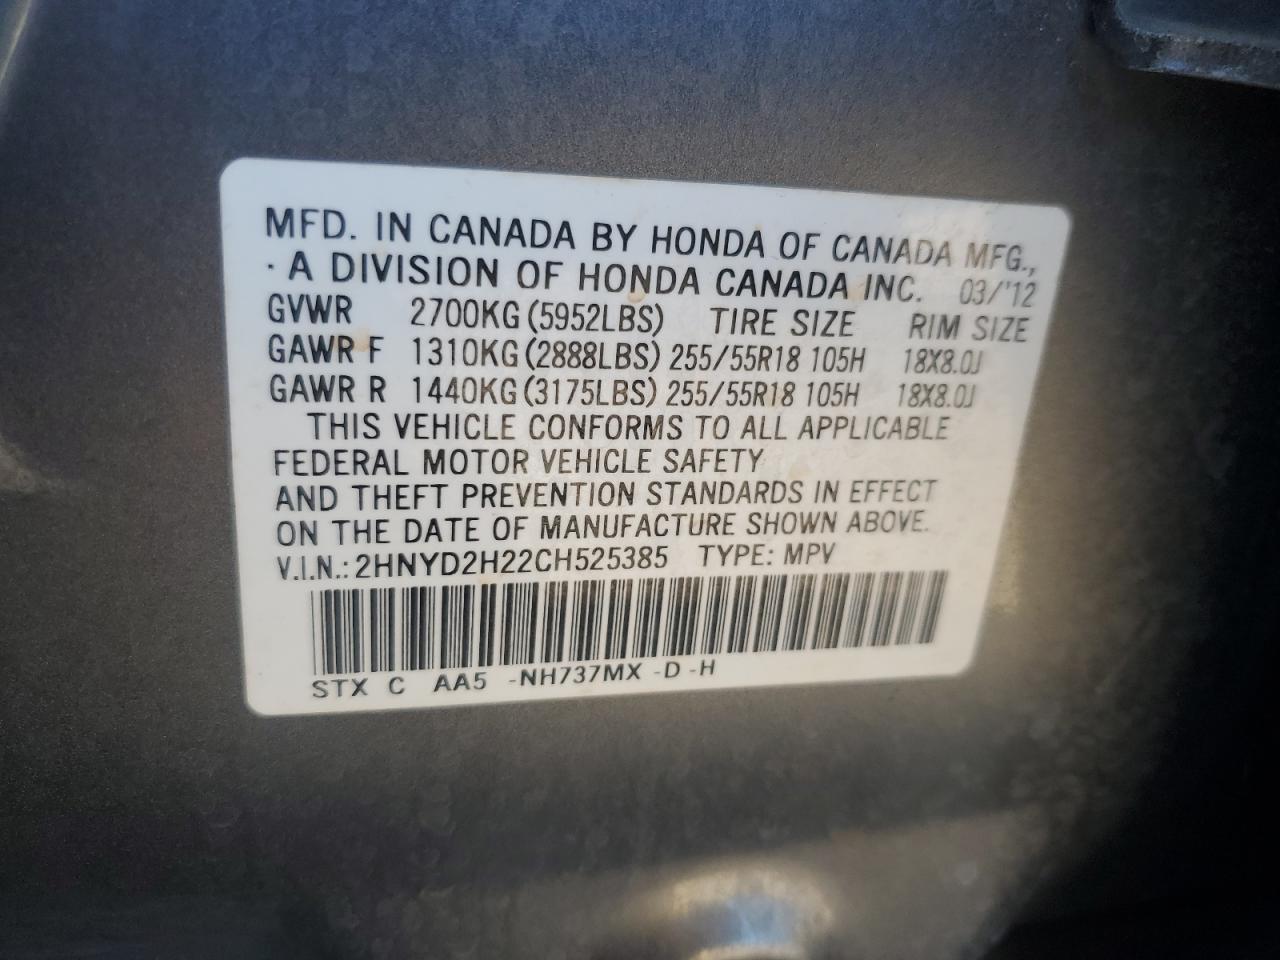 MFD. IN CANADA BY HONDA OF CANADA MFG.,
· A DIVISION OF HONDA CANADA INC. 03/'12
GVWR 2700KG (5952LBS) TIRE SIZE RIM SIZE
GAWR F 1310KG (2888LBS) 255/55R18 105H 18X8.0J
GAWR R 1440KG (3175LBS) 255/55R18 105H 18X8.0J
THIS VEHICLE CONFORMS TO ALL APPLICABLE
FEDERAL MOTOR VEHICLE SAFETY
AND THEFT PREVENTION STANDARDS IN EFFECT
ON THE DATE OF MANUFACTURE SHOWN ABOVE.
V.I.N.: 2HNYD2H22CH525385 TYPE: MPV
STX C AA5 -NH737MX -D -H